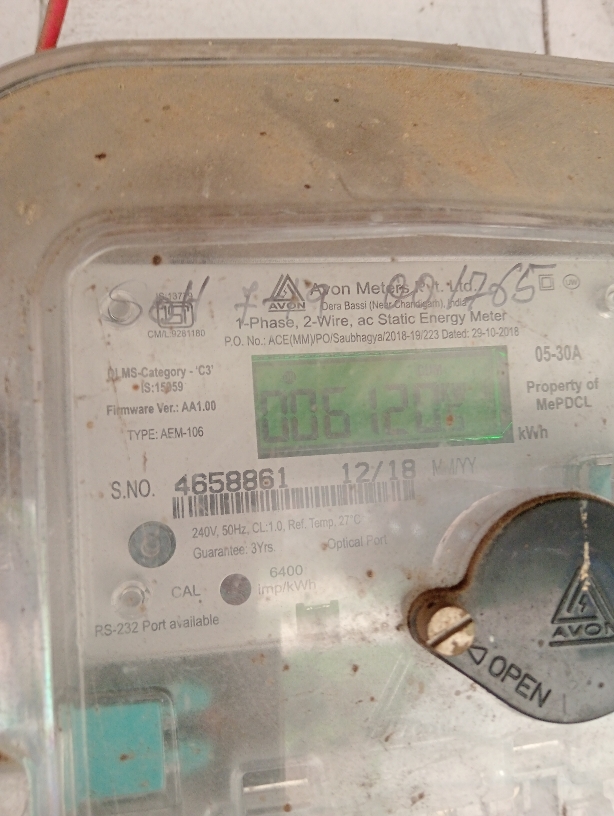 AVON
Avon Meters Pvt. Ltd.
Dera Bassi (Near Chandigarh), India
1-Phase, 2-Wire, ac Static Energy Meter
P.O. No.: ACE(MM)/PO/Saubhagya/2018-19/223 Dated: 29-10-2018
DLMS-Category - 'C3'
IS:15959
Firmware Ver.: AA1.00
TYPE: AEM-106
05-30A
Property of
MePDCL
kWh
S.NO. 4658861 12/18 MM/YY
240V, 50Hz, CL:1.0, Ref. Temp, 27°C
Guarantee: 3Yrs. Optical Port
CAL 6400
Imp/kWh
RS-232 Port available
AVON
OPEN